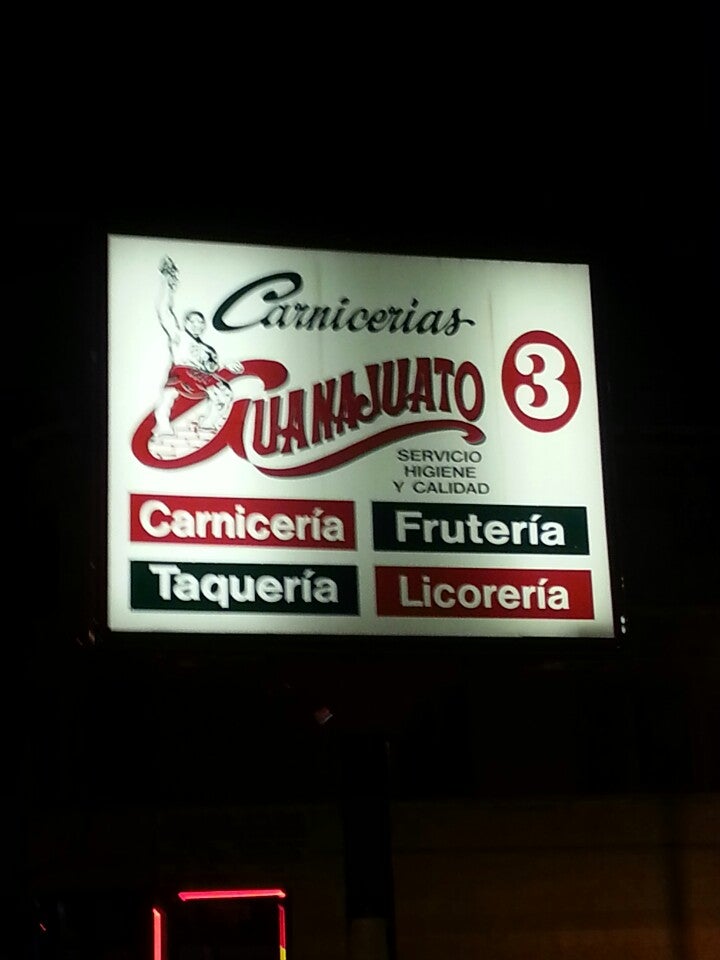 Carnicerias
GUANAJUATO
3
SERVICIO
HIGIENE
Y CALIDAD
Carnicería Frutería
Taquería Licorería